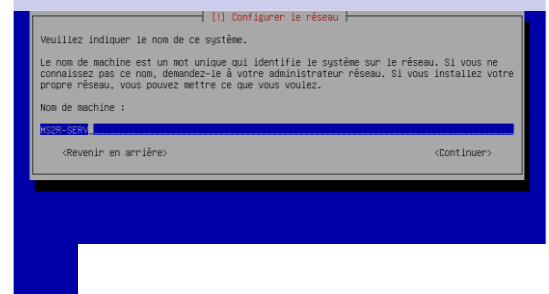 [!] Configurer le réseau
Veuillez indiquer le nom de ce système.
Le nom de machine est un mot unique qui identifie le système sur le réseau. Si vous ne
connaissez pas ce nom, demandez-le à votre administrateur réseau. Si vous installez votre
propre réseau, vous pouvez mettre ce que vous voulez.
Nom de machine :
MS2R-SERV
<Revenir en arrière> <Continuer>